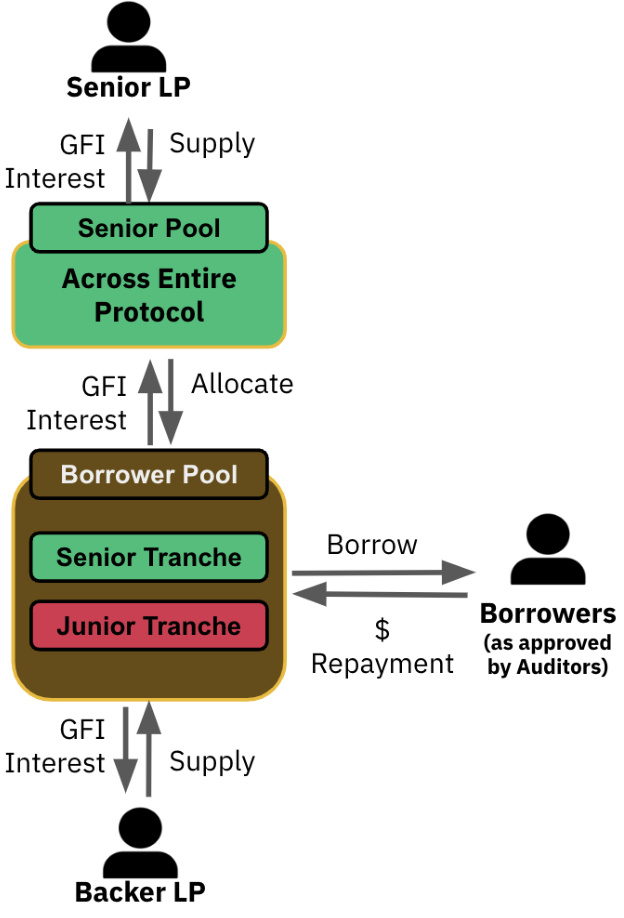 Senior LP
GFI
Interest
Supply
Senior Pool
Across Entire
Protocol
GFI
Interest
Allocate
Borrower Pool
Senior Tranche
Junior Tranche
Borrow
$
Repayment
Borrowers
(as approved
by Auditors)
GFI
Interest
Supply
Backer LP